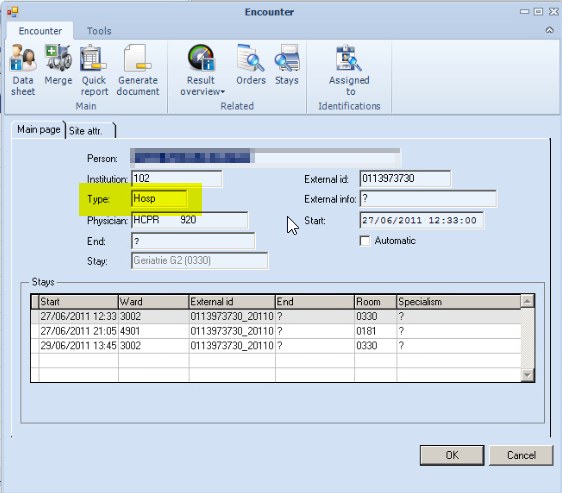 Encounter
Encounter Tools
Data sheet Merge Quick report Generate document Result overview Orders Stays Assigned to
Main Related Identifications
Main page Site attr.
Person:
Institution: 102 External id: 0113973730
Type: Hosp External info: ?
Physician: HCPR 920 Start: 27/06/2011 12:33:00
End: ? Automatic
Stay: Geriatrie G2 (0330)
Stays
Start Ward External id End Room Specialism
27/06/2011 12:33 3002 0113973730_20110 ? 0330 ?
27/06/2011 21:05 4901 0113973730_20110 ? 0181 ?
29/06/2011 13:45 3002 0113973730_20110 ? 0330 ?
OK Cancel